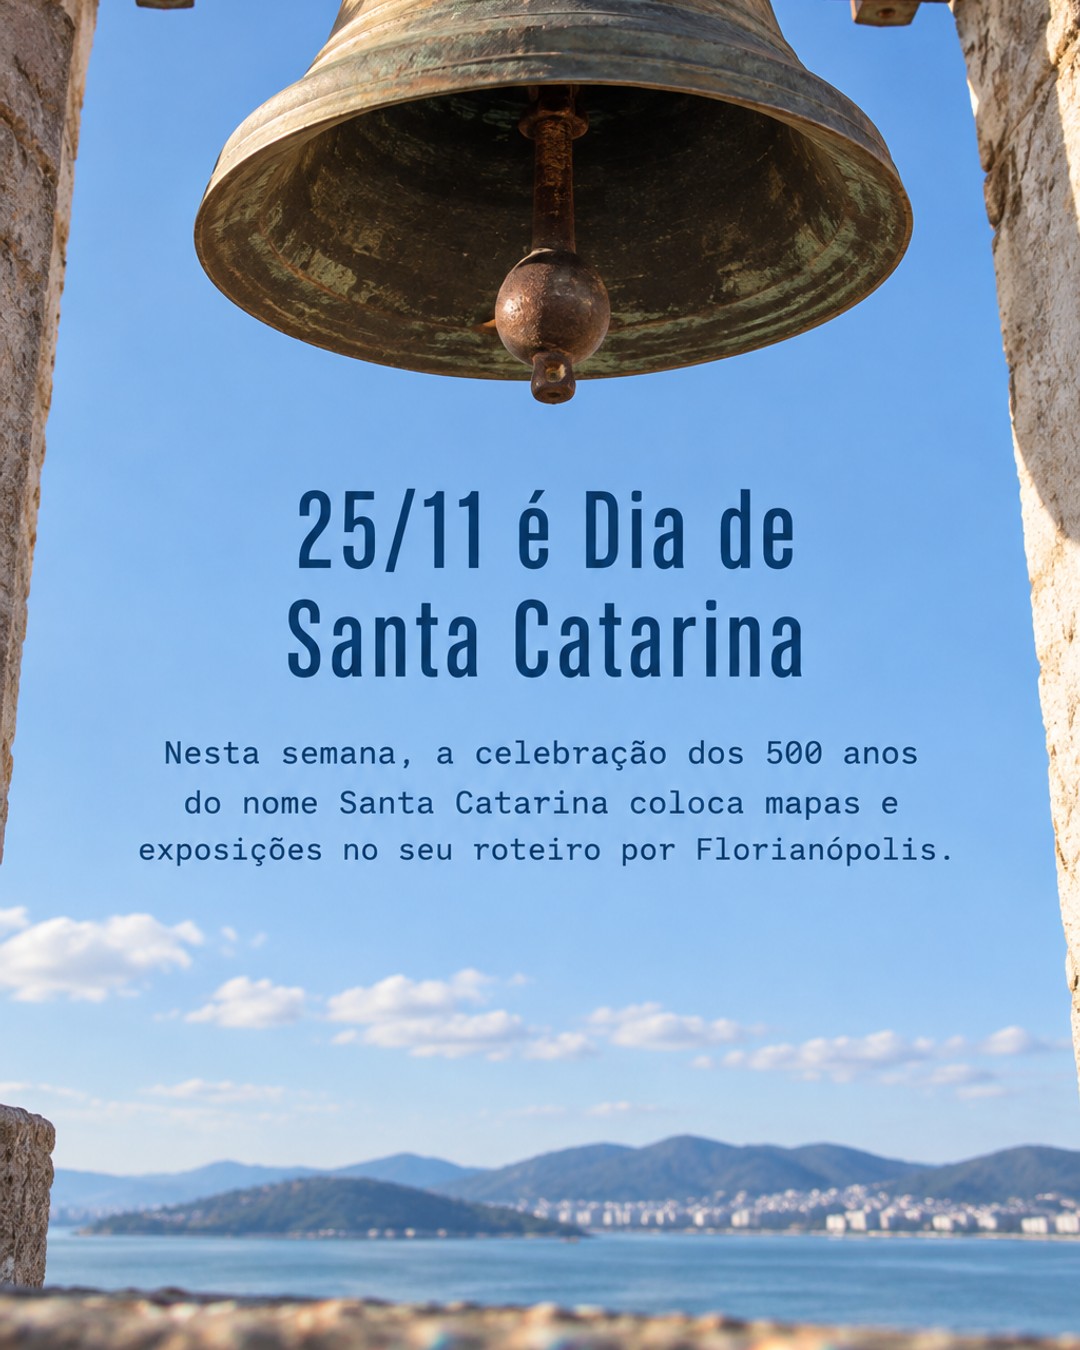 25/11 é Dia de
Santa Catarina
Nesta semana, a celebração dos 500 anos
do nome Santa Catarina coloca mapas e
exposições no seu roteiro por Florianópolis.